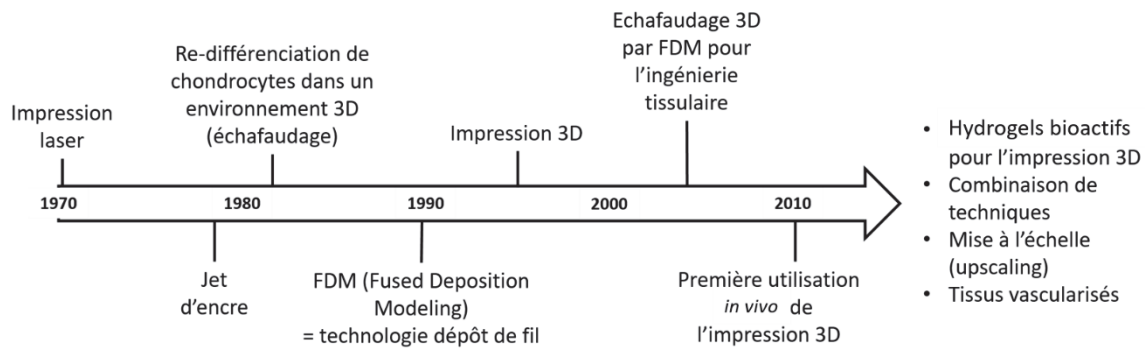 Impression
laser
Re-différenciation de
chondrocytes dans un
environnement 3D
(échafaudage)
Impression 3D
Echafaudage 3D
par FDM pour
l'ingénierie
tissulaire
1970
1980
1990
2000
2010
Jet
d'encre
FDM (Fused Deposition
Modeling)
= technologie dépôt de fil
Première utilisation
in vivo de
l'impression 3D
• Hydrogels bioactifs
pour l'impression 3D
• Combinaison de
techniques
• Mise à l'échelle
(upscaling)
• Tissus vascularisés